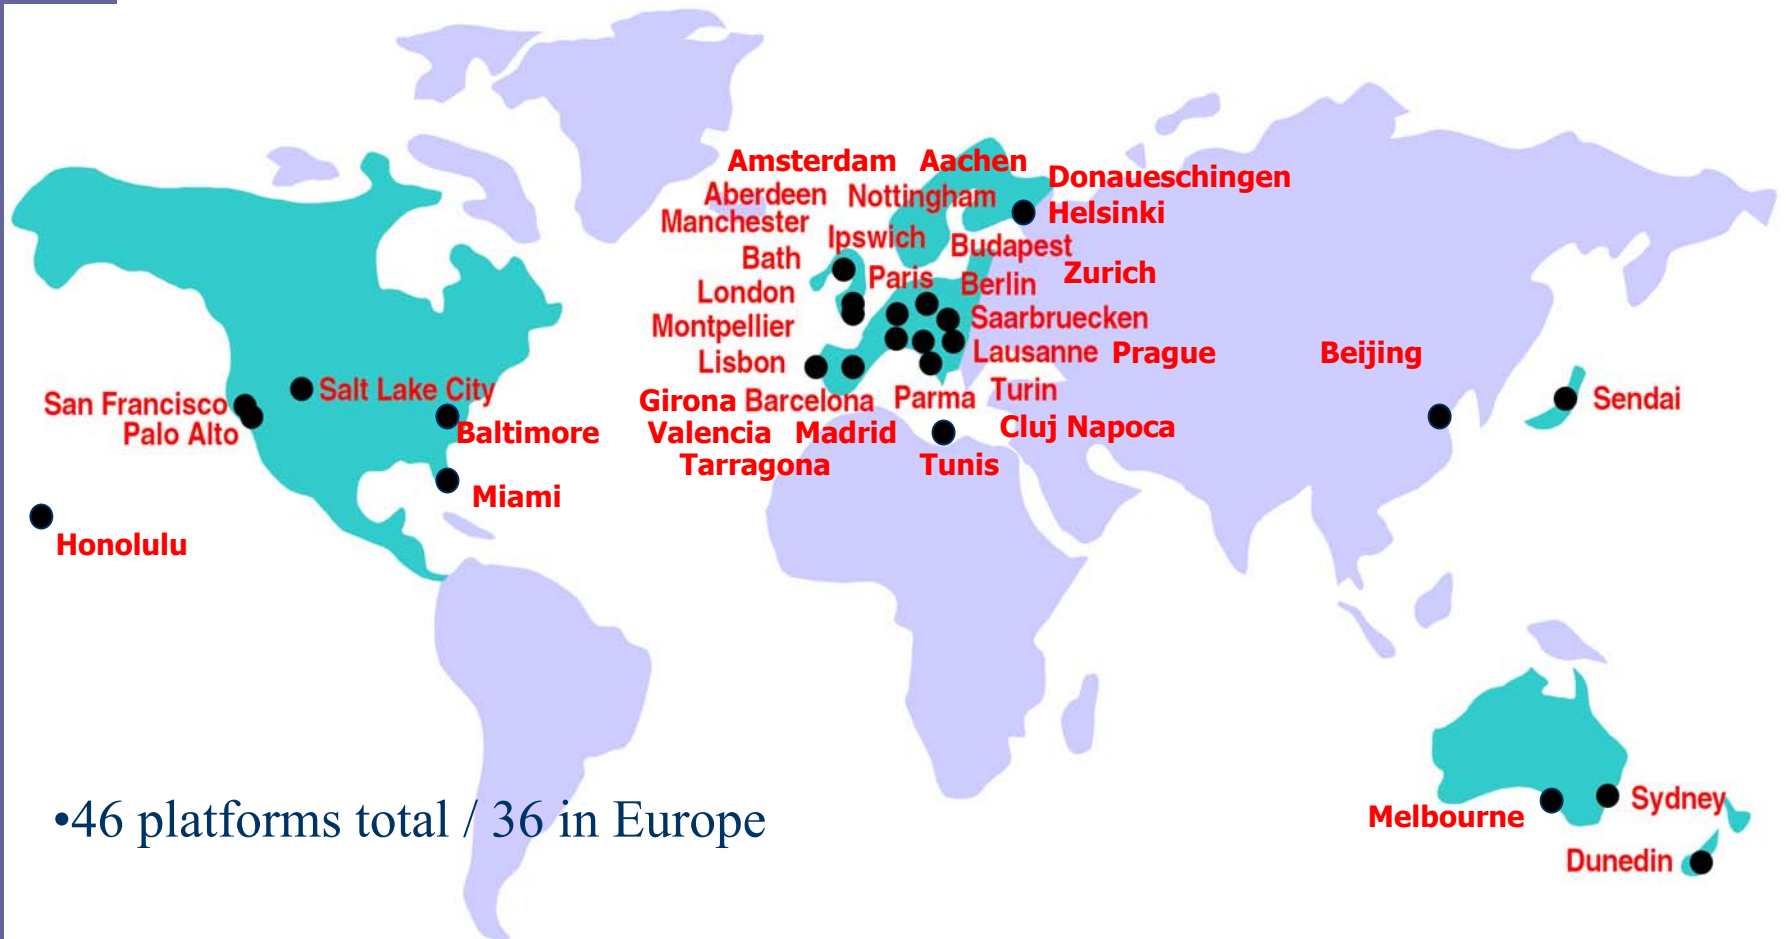 Amsterdam Aachen
Donaueschingen
Aberdeen Nottingham
Manchester
Helsinki
Ipswich Budapest
Bath
Paris Berlin Zurich
London
Montpellier
Saarbruecken
Lisbon
Lausanne Prague
Beijing
San Francisco
Salt Lake City
Palo Alto
Baltimore
Girona Barcelona Parma Turin
Sendai
Valencia Madrid
Cluj Napoca
Tarragona
Tunis
Miami
Honolulu
•46 platforms total / 36 in Europe
Melbourne
Sydney
Dunedin